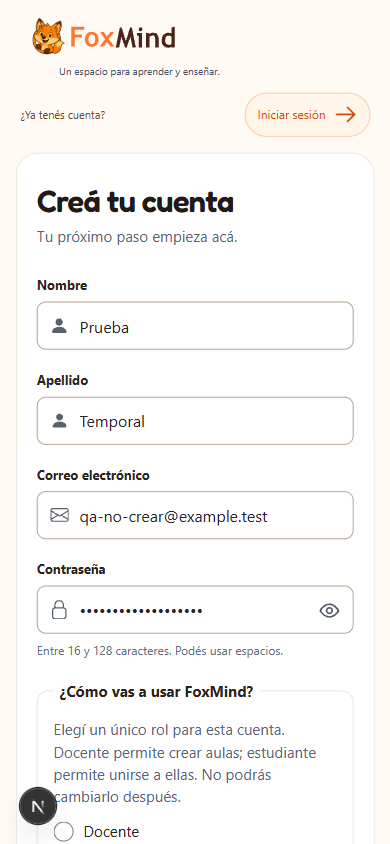 FoxMind
Un espacio para aprender y enseñar.
¿Ya tenés cuenta?
Iniciar sesión
Creá tu cuenta
Tu próximo paso empieza acá.
Nombre
Prueba
Apellido
Temporal
Correo electrónico
qa-no-crear@example.test
Contraseña
•••••••••••••••••••
Entre 16 y 128 caracteres. Podés usar espacios.
¿Cómo vas a usar FoxMind?
Elegí un único rol para esta cuenta.
Docente permite crear aulas; estudiante
permite unirse a ellas. No podrás
cambiarlo después.
N
Docente